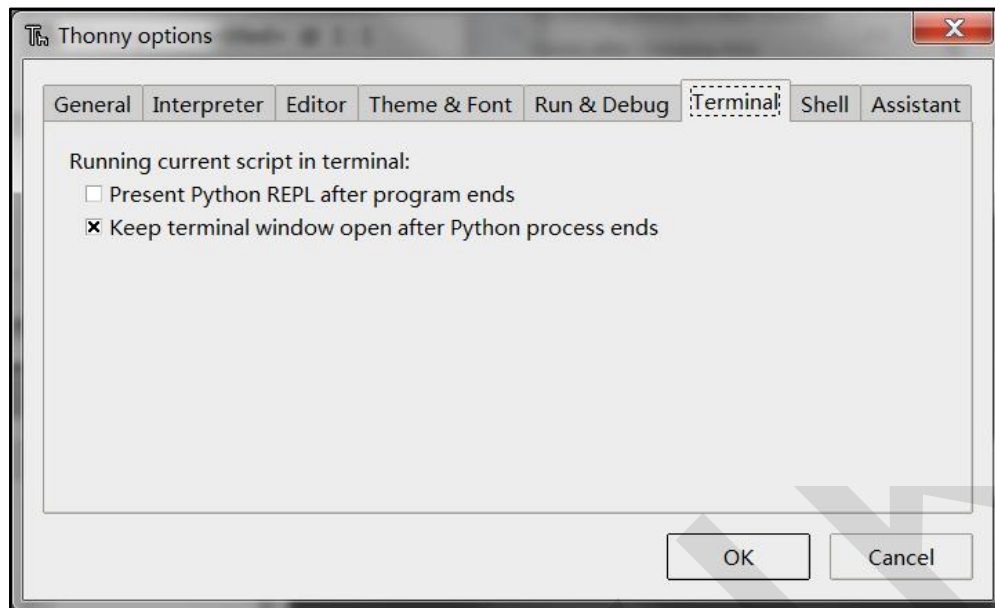 Thonny options
General Interpreter Editor Theme & Font Run & Debug Terminal Shell Assistant
Running current script in terminal:
Present Python REPL after program ends
Keep terminal window open after Python process ends
OK Cancel